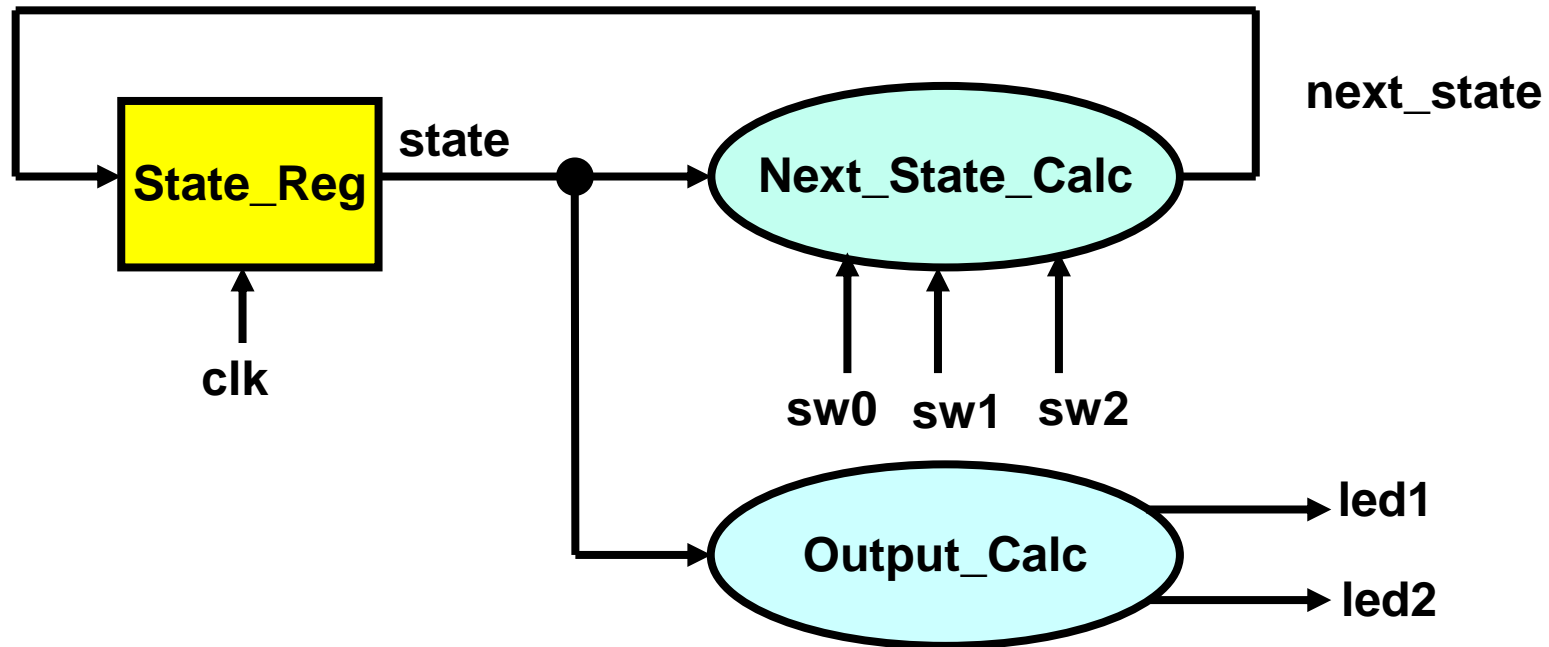 next_state
state
State_Reg
Next_State_Calc
clk
sw0
sw1
sw2
led1
Output_Calc
led2